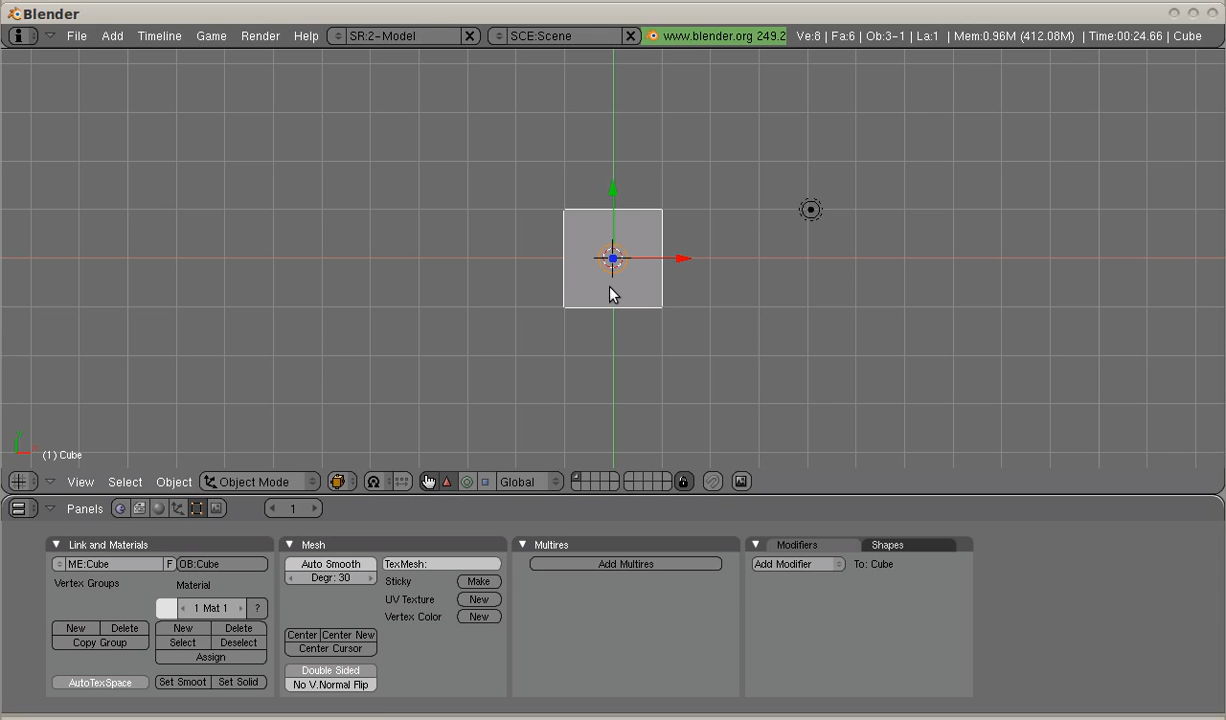 Blender
File Add Timeline Game Render Help SR:2-Model SCE:Scene www.blender.org 249.2 Ve:8 | Fa:6 | Ob:3-1 | La:1 | Mem:0.96M (412.08M) | Time:00:24.66 | Cube
(1) Cube
View Select Object Object Mode Global
Panels 1
Link and Materials Mesh Multires Modifiers Shapes
ME:Cube F OB:Cube Auto Smooth TexMesh: Add Multires Add Modifier To: Cube
Degr: 30
Vertex Groups Material Sticky Make
UV Texture New
1 Mat 1 ? Vertex Color New
New Delete New Delete Center Center New
Copy Group Select Deselect Center Cursor
Assign
Double Sided
AutoTexSpace Set Smoot Set Solid No V.Normal Flip